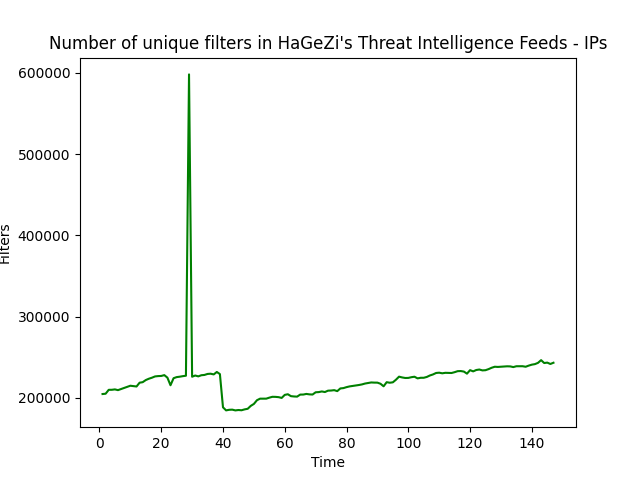 Number of unique filters in HaGeZi's Threat Intelligence Feeds - IPs
600000
500000
400000
300000
200000
Filters
0 20 40 60 80 100 120 140
Time